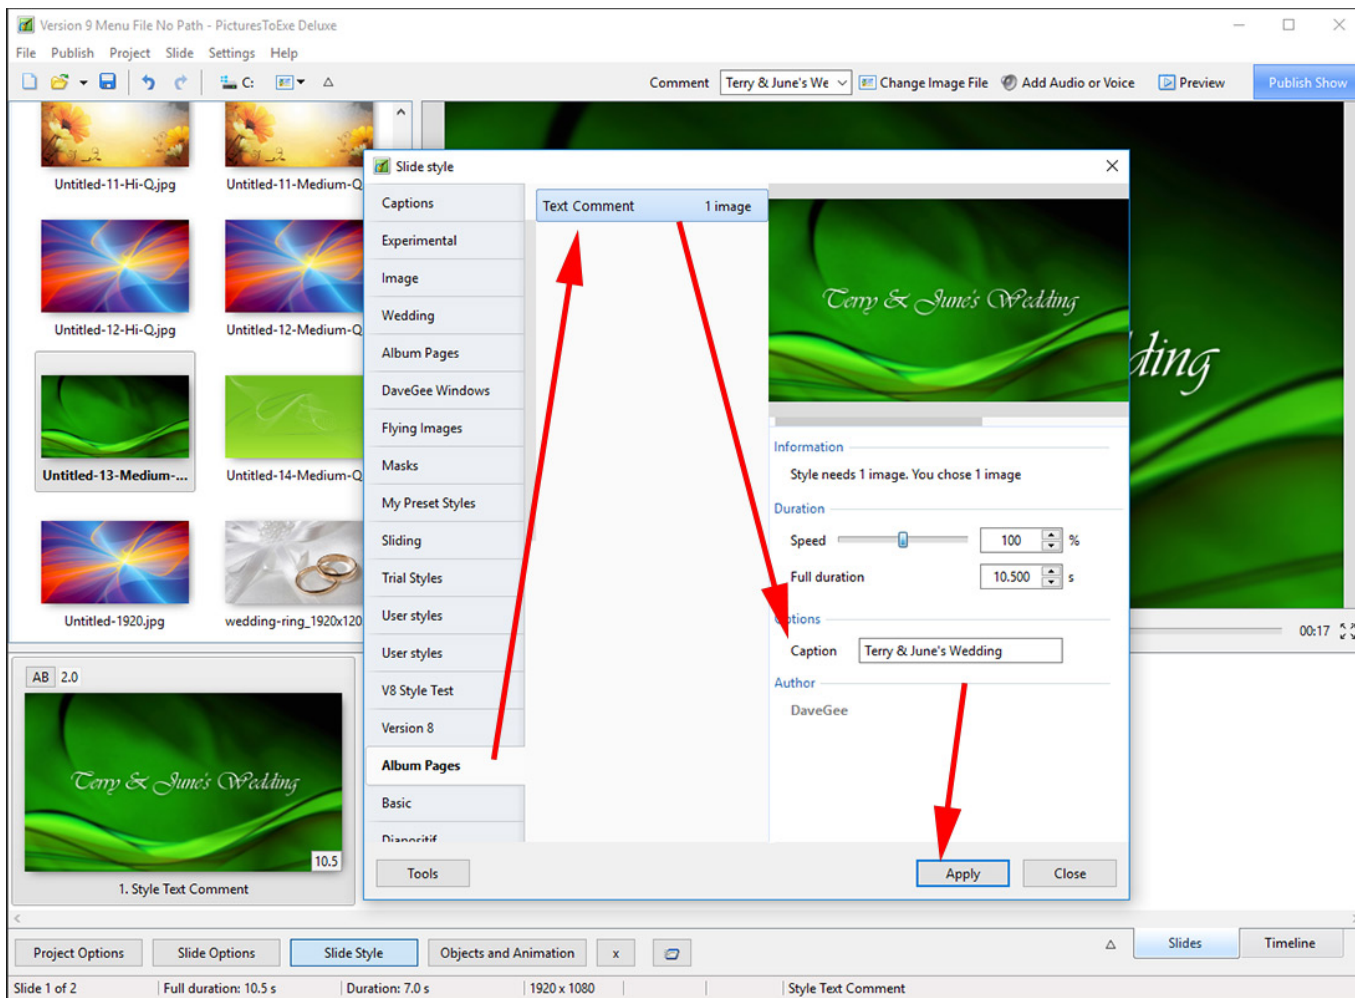 Version 9 Menu File No Path - PicturesToExe Deluxe
File Publish Project Slide Settings Help
C:
Comment Terry & June's We Change Image File Add Audio or Voice Preview Publish Show
Untitled-11-Hi-Q.jpg Untitled-11-Medium-Q
Untitled-12-Hi-Q.jpg Untitled-12-Medium-Q
Untitled-13-Medium-... Untitled-14-Medium-Q
Untitled-1920.jpg wedding-ring_1920x120
Slide style
Captions
Experimental
Image
Wedding
Album Pages
DaveGee Windows
Flying Images
Masks
My Preset Styles
Sliding
Trial Styles
User styles
User styles
V8 Style Test
Version 8
Album Pages
Basic
Diapositif
Text Comment 1 image
Terry & June's Wedding
Information
Style needs 1 image. You chose 1 image
Duration
Speed 100 %
Full duration 10.500 s
Options
Caption Terry & June's Wedding
Author
DaveGee
Tools Apply Close
dding
00:17
AB 2.0
Terry & June's Wedding
10.5
1. Style Text Comment
Project Options Slide Options Slide Style Objects and Animation x Slides Timeline
Slide 1 of 2 Full duration: 10.5 s Duration: 7.0 s 1920 x 1080 Style Text Comment